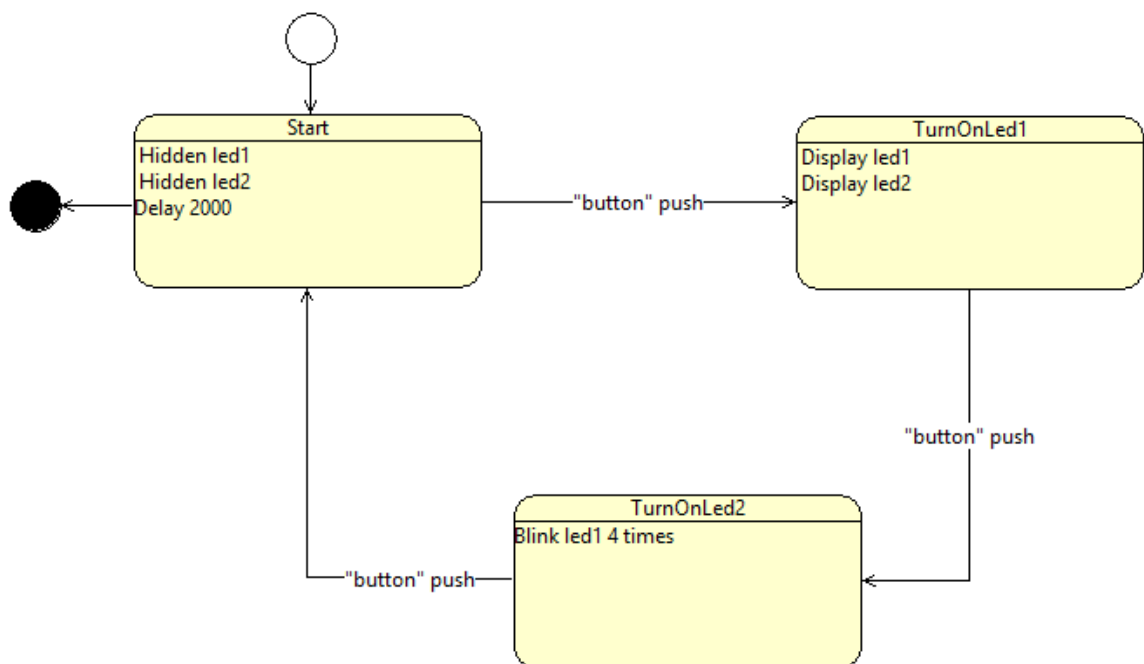 Start
Hidden led1
Hidden led2
Delay 2000
"button" push
TurnOnLed1
Display led1
Display led2
"button" push
TurnOnLed2
Blink led1 4 times
"button" push